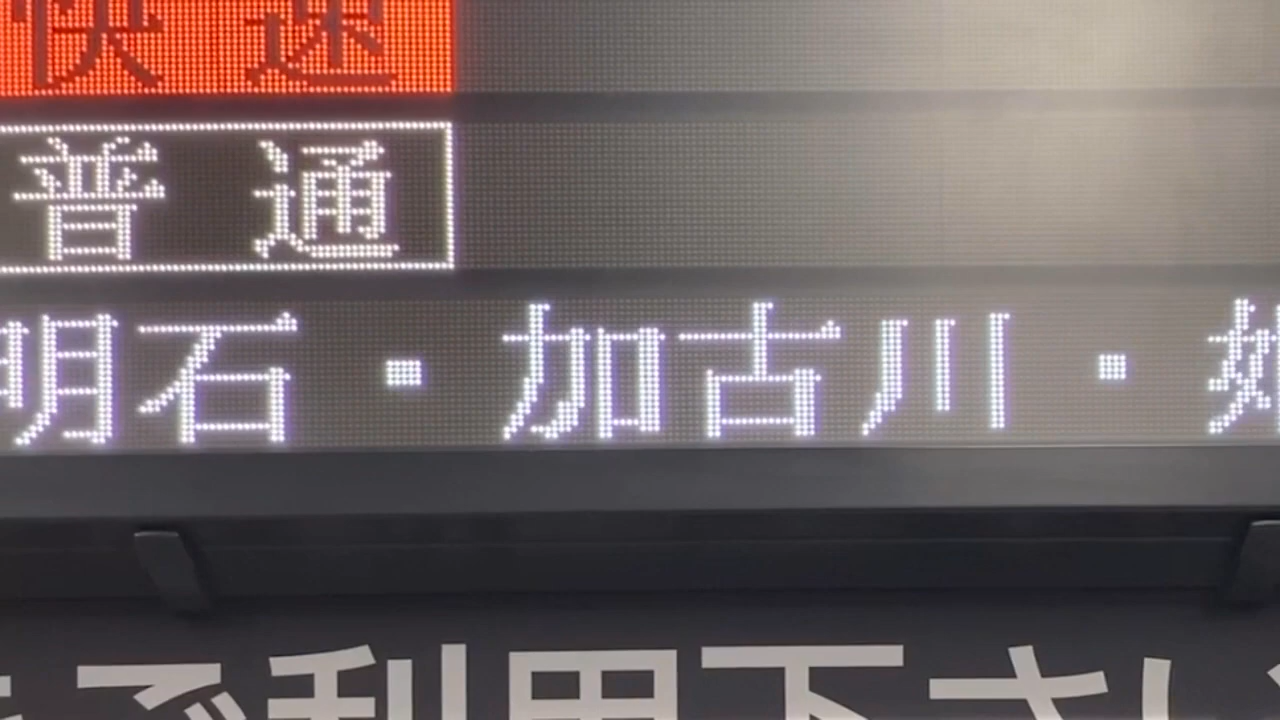 快速
普通
明石・加古川・
ご利用下さい